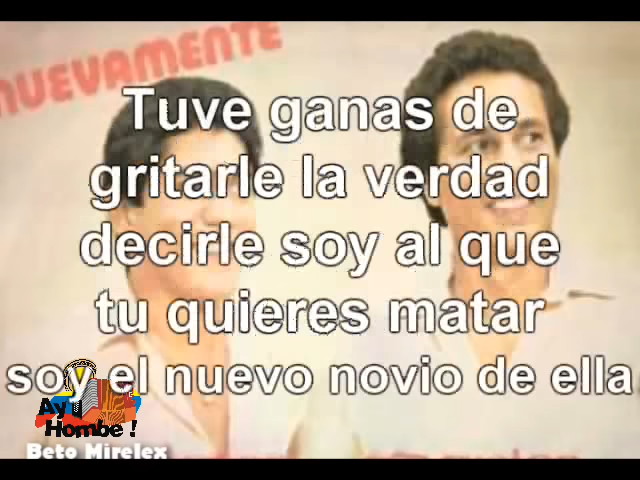 NUEVAMENTE
Tuve ganas de
gritarle la verdad
decirle soy al que
tu quieres matar
soy el nuevo novio de ella
Ay
Hombe !
Beto Mirelex